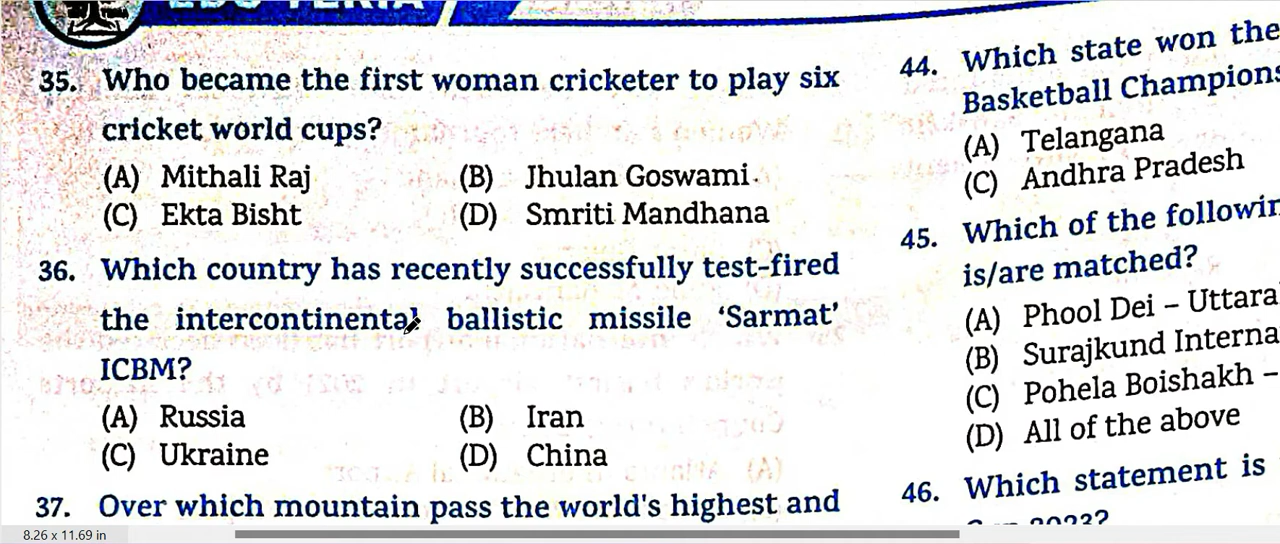 35. Who became the first woman cricketer to play six
cricket world cups?
(A) Mithali Raj (B) Jhulan Goswami
(C) Ekta Bisht (D) Smriti Mandhana
36. Which country has recently successfully test-fired
the intercontinental ballistic missile ‘Sarmat’
ICBM?
(A) Russia (B) Iran
(C) Ukraine (D) China
37. Over which mountain pass the world's highest and
44. Which state won the
Basketball Champions
(A) Telangana
(C) Andhra Pradesh
45. Which of the followin
is/are matched?
(A) Phool Dei – Uttara
(B) Surajkund Interna
(C) Pohela Boishakh –
(D) All of the above
46. Which statement is
2023?
8.26 x 11.69 in